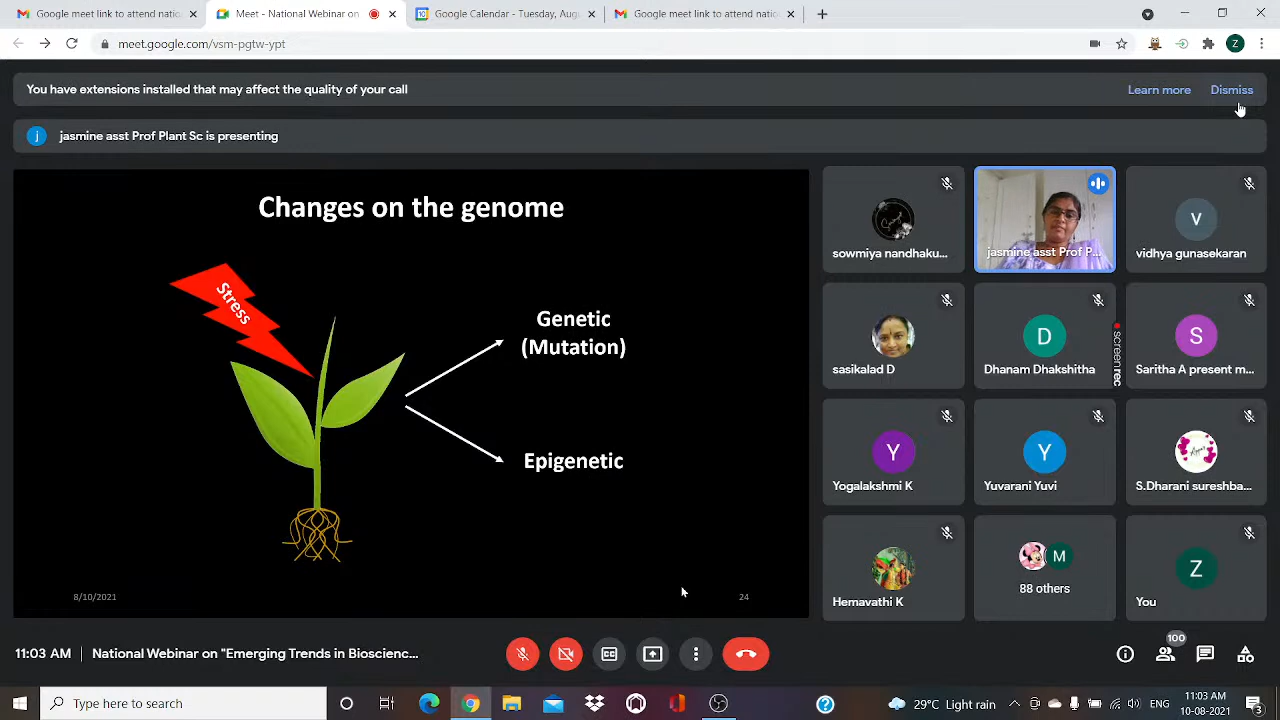 Google meet link to attend natic
Meet - National Webinar on
Google Calendar - Tuesday, Aug
Google meet link to attend natic
meet.google.com/vsm-pgtw-ypt
Z
You have extensions installed that may affect the quality of your call
Learn more
Dismiss
j
jasmine asst Prof Plant Sc is presenting
Changes on the genome
Stress
Genetic
(Mutation)
Epigenetic
8/10/2021
24
sowmiya nandhaku...
jasmine asst Prof P...
V
vidhya gunasekaran
sasikalad D
D
Dhanam Dhakshitha
S
Saritha A present m...
screenrec
Y
Yogalakshmi K
Y
Yuvarani Yuvi
S.Dharani sureshba...
Hemavathi K
M
88 others
Z
You
11:03 AM
National Webinar on "Emerging Trends in Bioscienc...
CC
100
Type here to search
29°C Light rain
11:03 AM
10-08-2021